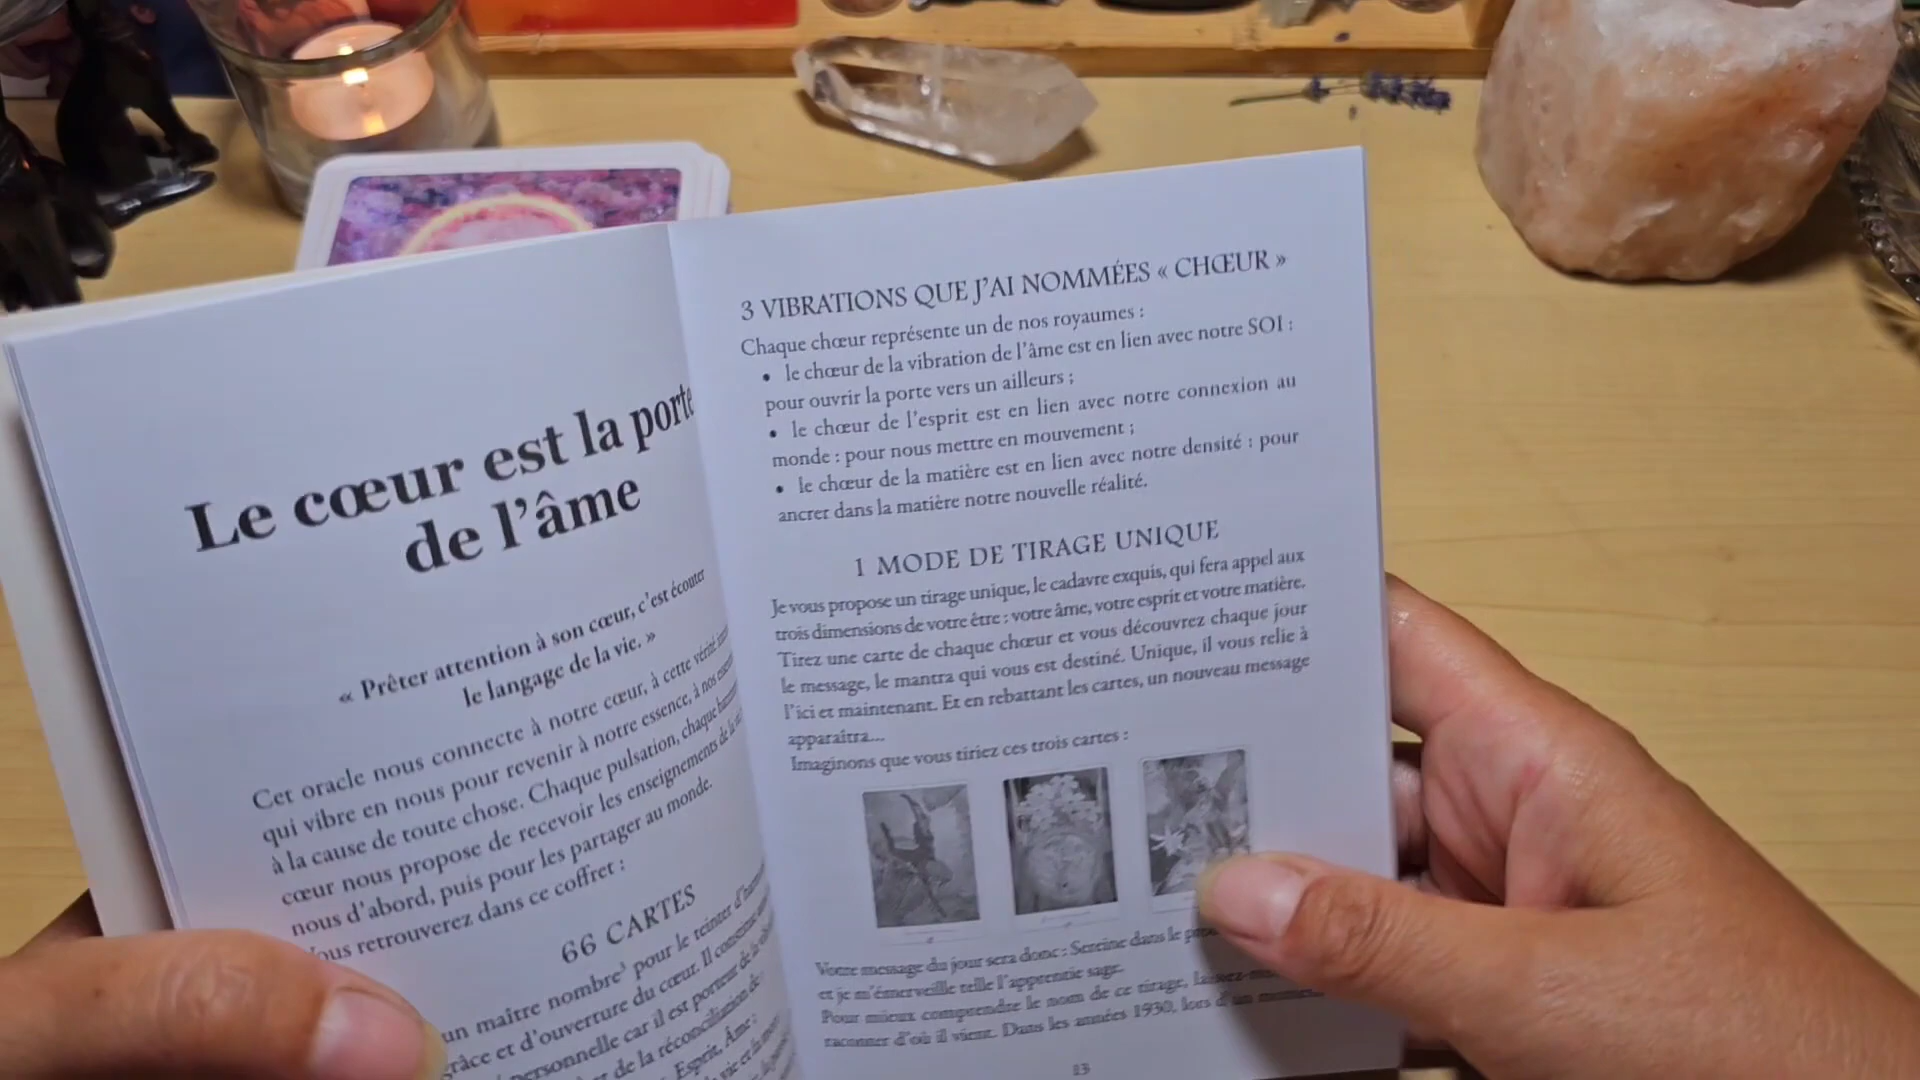 Le cœur est la porte
de l'âme
« Prêter attention à son cœur, c'est écouter
le langage de la vie. »
Cet oracle nous connecte à notre cœur, à cette vérité
qui vibre en nous pour revenir à notre essence, à nos
à la cause de toute chose. Chaque pulsation, chaque
cœur nous propose de recevoir les enseignements de
nous d'abord, puis pour les partager au monde.
ous retrouverez dans ce coffret :
66 CARTES
un maître nombre³ pour le teinter
râce et d'ouverture du cœur. Il
personnelle car il est porteur de
de la réconciliation
Esprit, Âme :
3 VIBRATIONS QUE J'AI NOMMÉES « CHŒUR »
Chaque chœur représente un de nos royaumes :
• le chœur de la vibration de l'âme est en lien avec notre SOI :
pour ouvrir la porte vers un ailleurs ;
• le chœur de l'esprit est en lien avec notre connexion au
monde : pour nous mettre en mouvement ;
• le chœur de la matière est en lien avec notre densité : pour
ancrer dans la matière notre nouvelle réalité.
1 MODE DE TIRAGE UNIQUE
Je vous propose un tirage unique, le cadavre exquis, qui fera appel aux
trois dimensions de votre être : votre âme, votre esprit et votre matière.
Tirez une carte de chaque chœur et vous découvrez chaque jour
le message, le mantra qui vous est destiné. Unique, il vous relie à
l'ici et maintenant. Et en rebattant les cartes, un nouveau message
apparaîtra...
Imaginons que vous tiriez ces trois cartes :
Votre message du jour sera donc : Sereine dans le
et je m'émerveille telle l'apprentie sage.
Pour mieux comprendre le nom de ce tirage,
raconner d'où il vient. Dans les années 1930, lors d'un
13